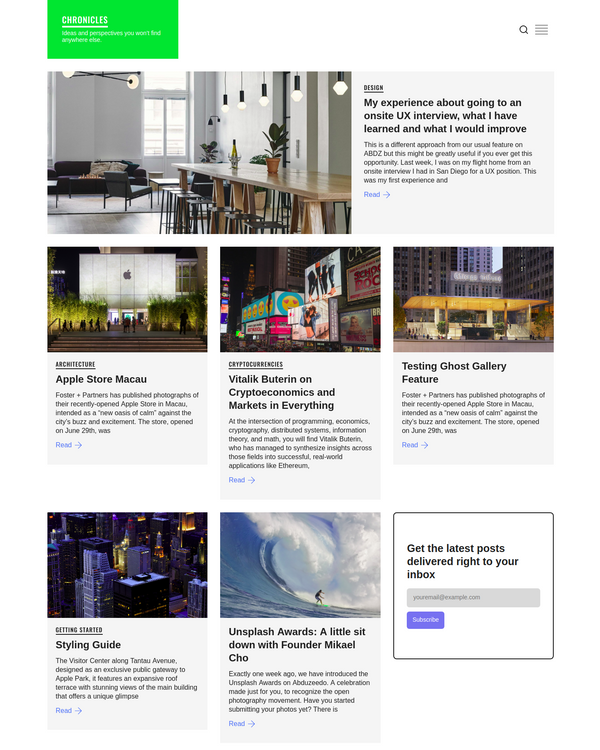 CHRONICLES
Ideas and perspectives you won't find
anywhere else.
DESIGN
My experience about going to an
onsite UX interview, what I have
learned and what I would improve
This is a different approach from our usual feature on
ABDZ but this might be greatly useful if you ever get this
opportunity. Last week, I was on my flight home from an
onsite interview I had in San Diego for a UX position. This
was my first experience and
Read
ARCHITECTURE
Apple Store Macau
Foster + Partners has published photographs of
their recently-opened Apple Store in Macau,
intended as a “new oasis of calm” against the
city’s buzz and excitement. The store, opened
on June 29th, was
Read
CRYPTOCURRENCIES
Vitalik Buterin on
Cryptoeconomics and
Markets in Everything
At the intersection of programming, economics,
cryptography, distributed systems, information
theory, and math, you will find Vitalik Buterin,
who has managed to synthesize insights across
those fields into successful, real-world
applications like Ethereum,
Read
Testing Ghost Gallery
Feature
Foster + Partners has published photographs of
their recently-opened Apple Store in Macau,
intended as a “new oasis of calm” against the
city’s buzz and excitement. The store, opened
on June 29th, was
Read
GETTING STARTED
Styling Guide
The Visitor Center along Tantau Avenue,
designed as an exclusive public gateway to
Apple Park, it features an expansive roof
terrace with stunning views of the main building
that offers a unique glimpse
Read
Unsplash Awards: A little sit
down with Founder Mikael
Cho
Exactly one week ago, we have introduced the
Unsplash Awards on Abduzeedo. A celebration
made just for you, to recognize the open
photography movement. Have you started
submitting your photos yet? There is
Read
Get the latest posts
delivered right to your
inbox
youremail@example.com
Subscribe